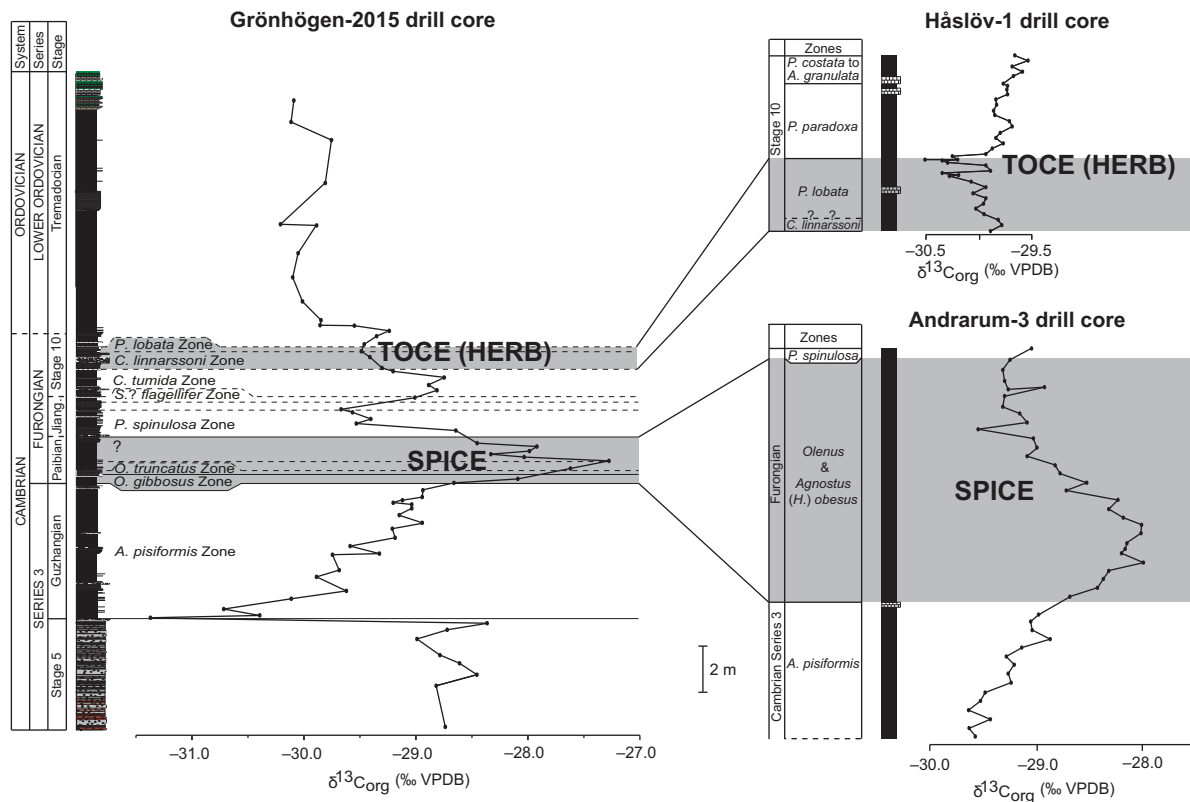 Grönhögen-2015 drill core
System
Series
Stage
ORDOVICIAN
LOWER ORDOVICIAN
Tremadocian
CAMBRIAN
FURONGIAN
SERIES 3
Stage 10
Jiang.
Paibian
Guzhangian
Stage 5
P. lobata Zone
C. linnarssoni Zone
C. tumida Zone
S.? flagellifer Zone
P. spinulosa Zone
?
O. truncatus Zone
O. gibbosus Zone
A. pisiformis Zone
TOCE (HERB)
SPICE
2 m
–31.0 –30.0 –29.0 –28.0 –27.0
δ13Corg (‰ VPDB)
Håslöv-1 drill core
Zones
Stage 10
P. costata to
A. granulata
P. paradoxa
P. lobata
? ?
C. linnarssoni
TOCE (HERB)
–30.5 –29.5
δ13Corg (‰ VPDB)
Andrarum-3 drill core
Zones
P. spinulosa
Furongian
Olenus
&
Agnostus
(H.) obesus
SPICE
Cambrian Series 3
A. pisiformis
–30.0 –29.0 –28.0
δ13Corg (‰ VPDB)